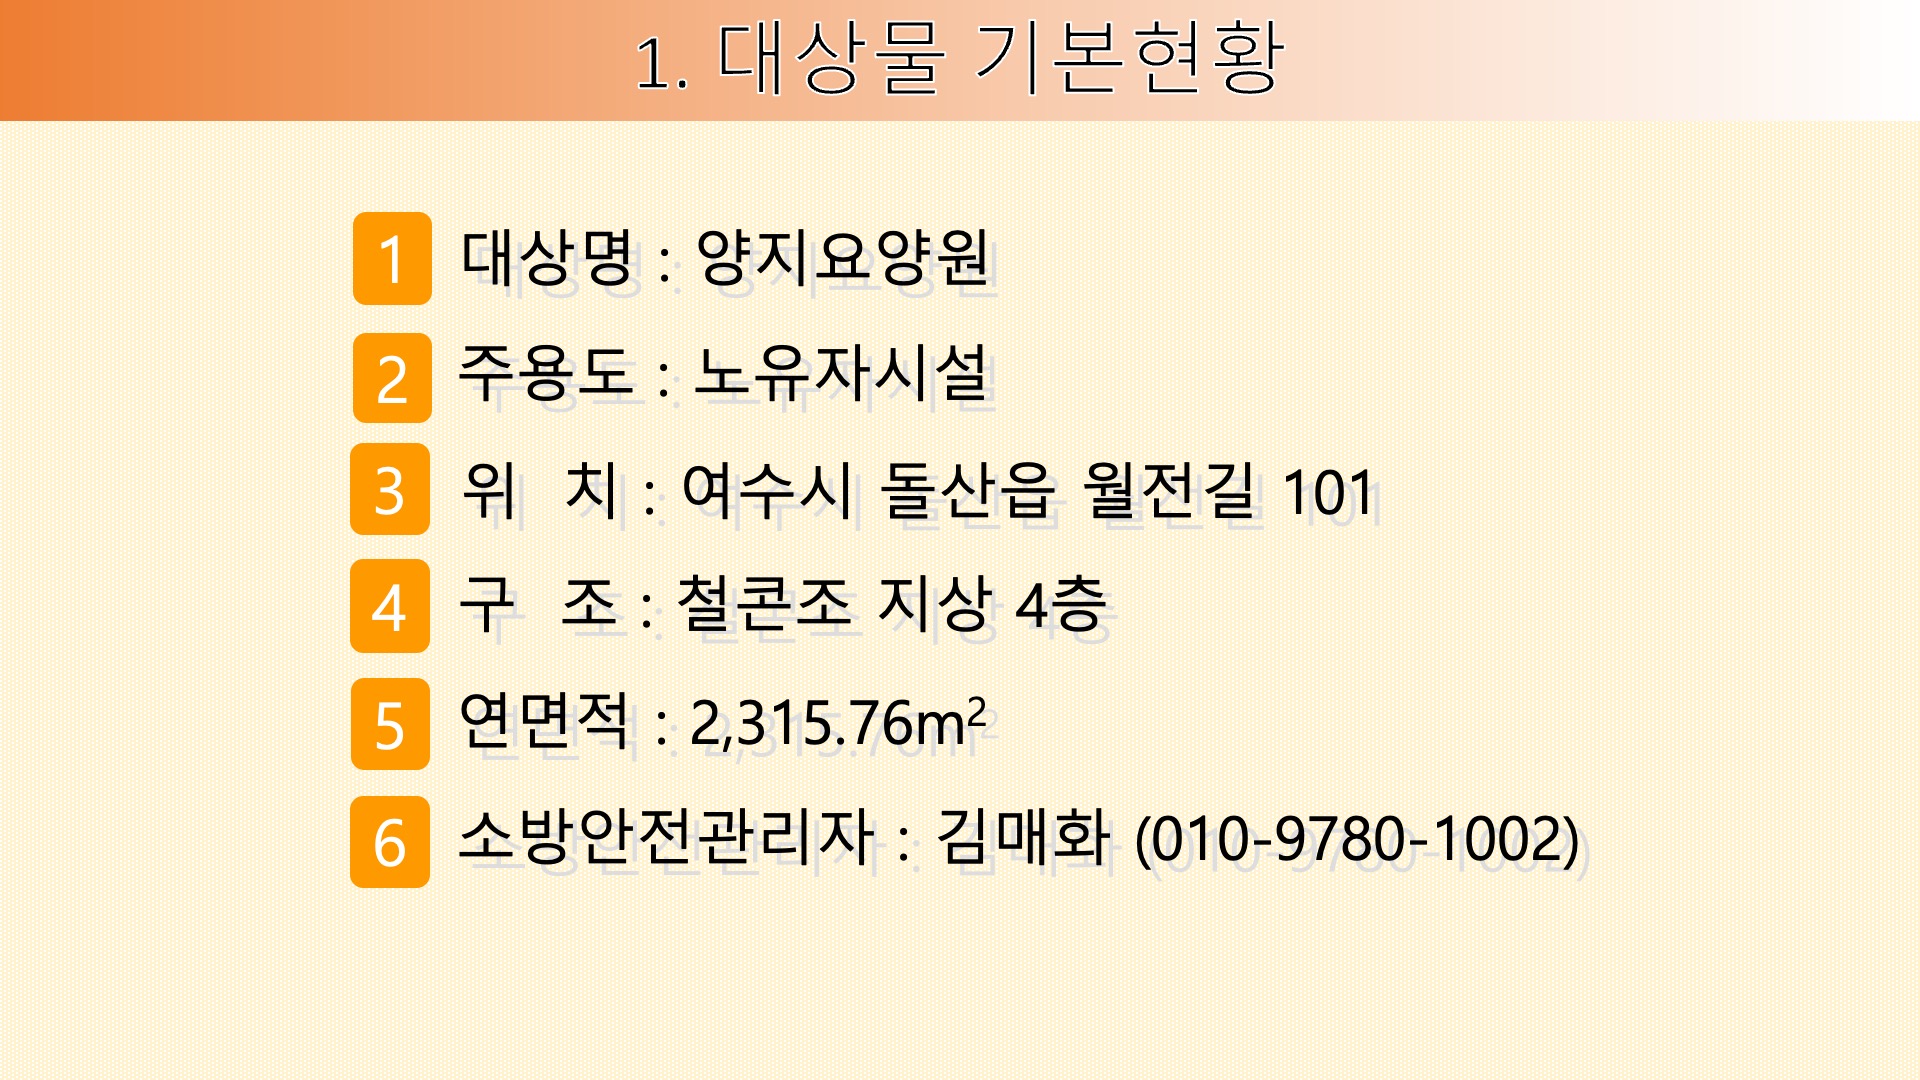 1. 대상물 기본현황
1 대상명 : 양지요양원
2 주용도 : 노유자시설
3 위 치 : 여수시 돌산읍 월전길 101
4 구 조 : 철콘조 지상 4층
5 연면적 : 2,315.76m²
6 소방안전관리자 : 김매화 (010-9780-1002)